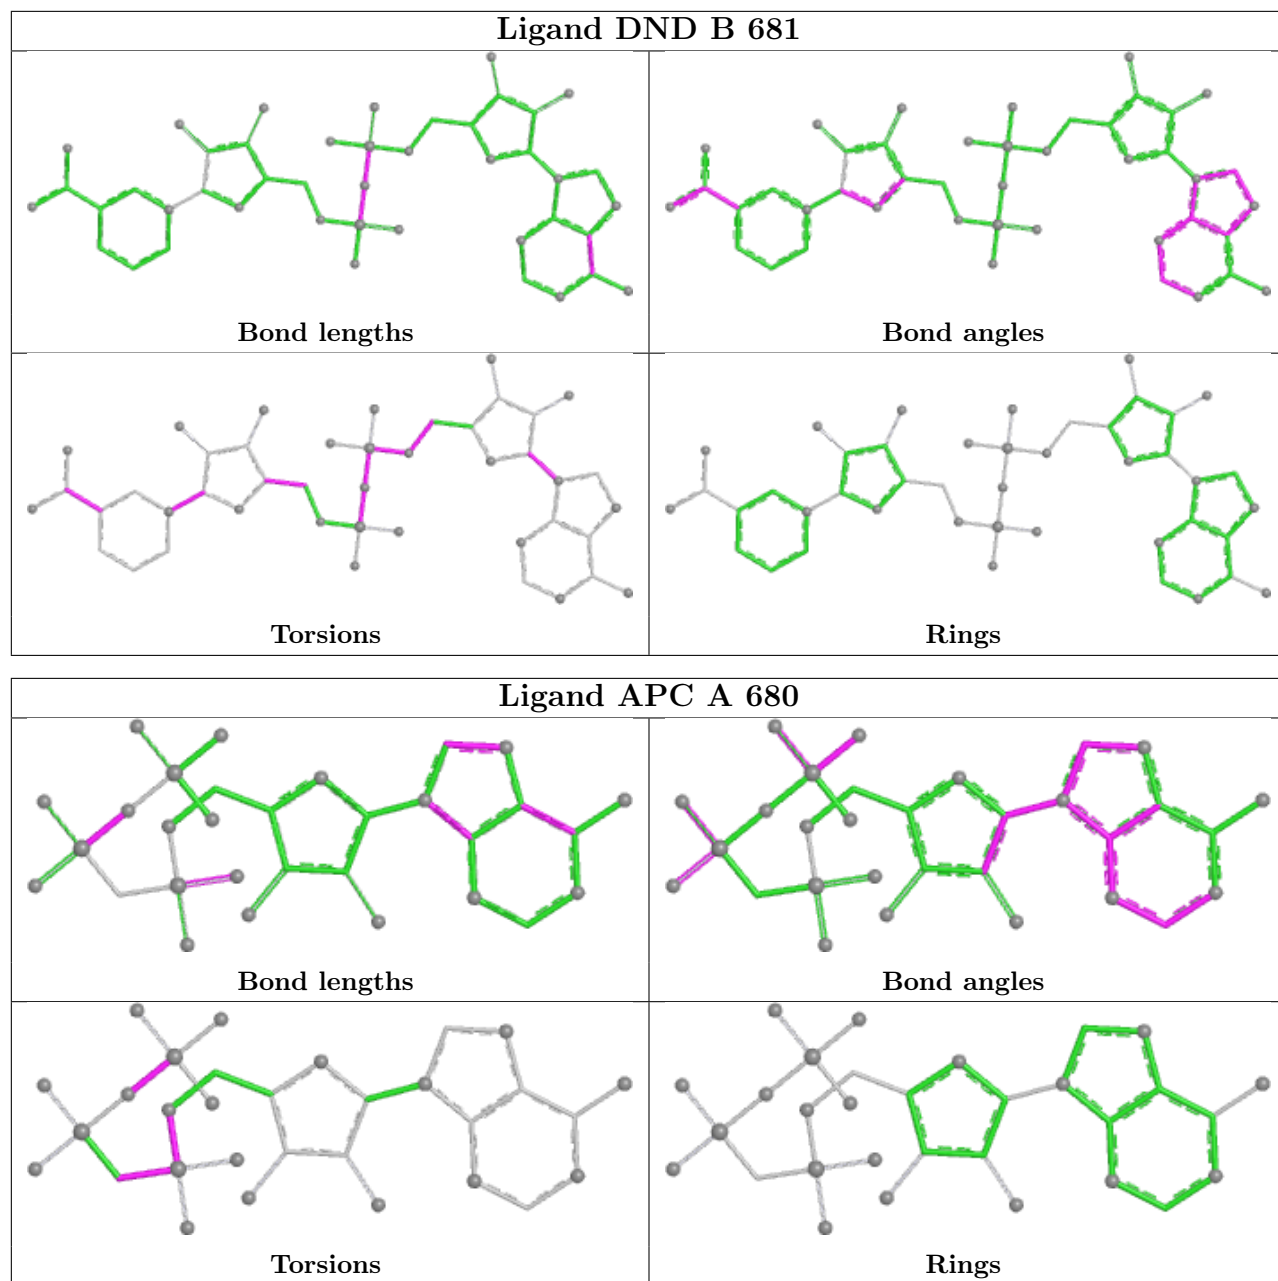 Ligand DND B 681
Bond lengths
Bond angles
Torsions
Rings
Ligand APC A 680
Bond lengths
Bond angles
Torsions
Rings